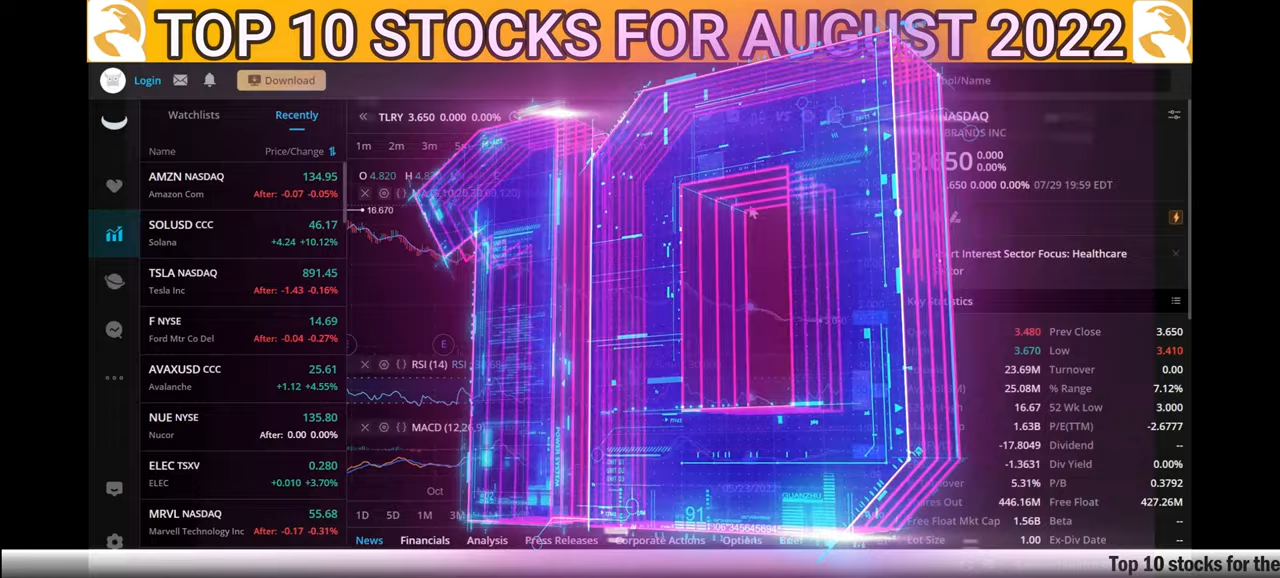 TOP 10 STOCKS FOR AUGUST 2022
Login
Download
Watchlists Recently
Name Price/Change
AMZN NASDAQ 134.95
Amazon Com After: -0.07 -0.05%
SOLUSD CCC 46.17
Solana +4.24 +10.12%
TSLA NASDAQ 891.45
Tesla Inc After: -1.43 -0.16%
F NYSE 14.69
Ford Mtr Co Del After: -0.04 -0.27%
AVAXUSD CCC 25.61
Avalanche +1.12 +4.55%
NUE NYSE 135.80
Nucor After: 0.00 0.00%
ELEC TSXV 0.280
ELEC +0.010 +3.70%
MRVL NASDAQ 55.68
Marvell Technology Inc After: -0.17 -0.31%
TLRY 3.650 0.000 0.00%
1m 2m 3m
O 4.820 H
16.670
E
RSI (14) RSI
MACD (12,26,9)
Oct
1D 5D 1M
News Financials Analysis Press Releases Corporate Actions Options
10
91
GUANZHU
/Name
NASDAQ
BRANDS INC
3.650 0.000
0.00%
.650 0.000 0.00% 07/29 19:59 EDT
Interest Sector Focus: Healthcare
Key Statistics
3.480 Prev Close 3.650
3.670 Low 3.410
23.69M Turnover 0.00
25.08M % Range 7.12%
16.67 52 Wk Low 3.000
1.63B P/E(TTM) -2.6777
-17.8049 Dividend --
-1.3631 Div Yield 0.00%
5.31% P/B 0.3792
446.16M Free Float 427.26M
Free Float Mkt Cap 1.56B Beta --
Lot Size 1.00 Ex-Div Date --
Top 10 stocks for the